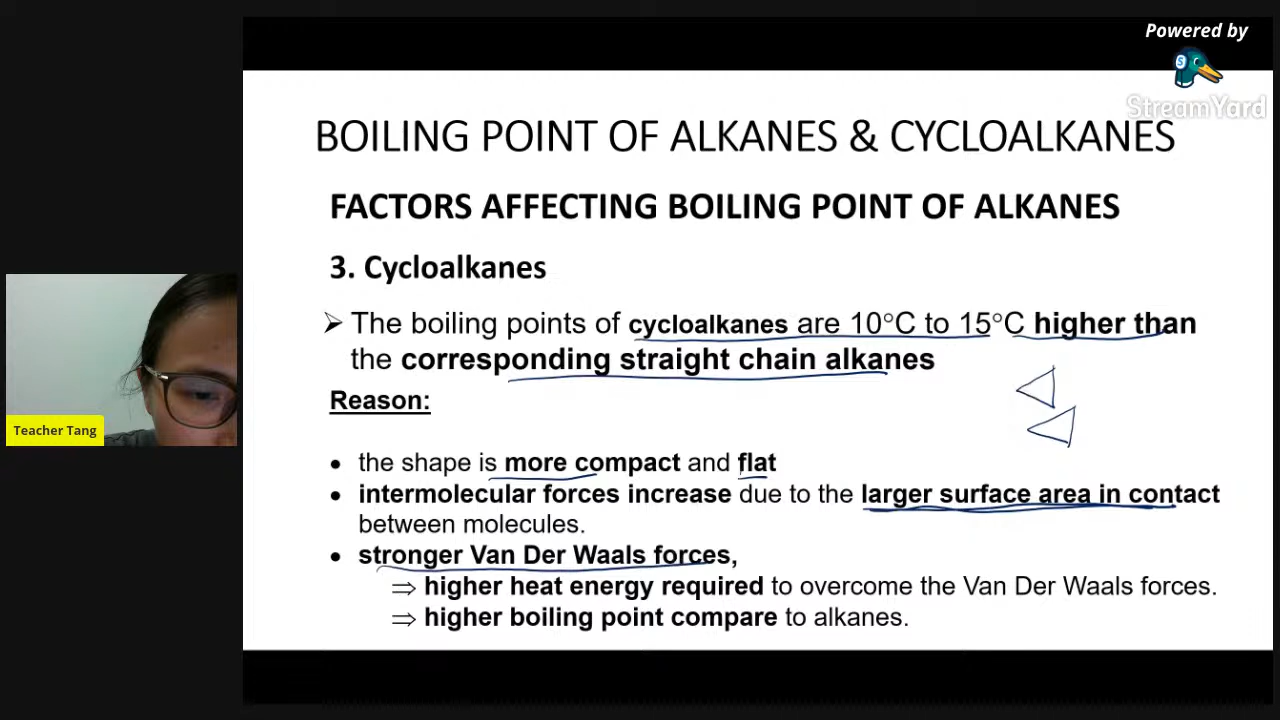 Powered by
StreamYard
BOILING POINT OF ALKANES & CYCLOALKANES
FACTORS AFFECTING BOILING POINT OF ALKANES
3. Cycloalkanes
➢ The boiling points of cycloalkanes are 10°C to 15°C higher than
the corresponding straight chain alkanes
Reason:
• the shape is more compact and flat
• intermolecular forces increase due to the larger surface area in contact
between molecules.
• stronger Van Der Waals forces,
⇒ higher heat energy required to overcome the Van Der Waals forces.
⇒ higher boiling point compare to alkanes.
Teacher Tang